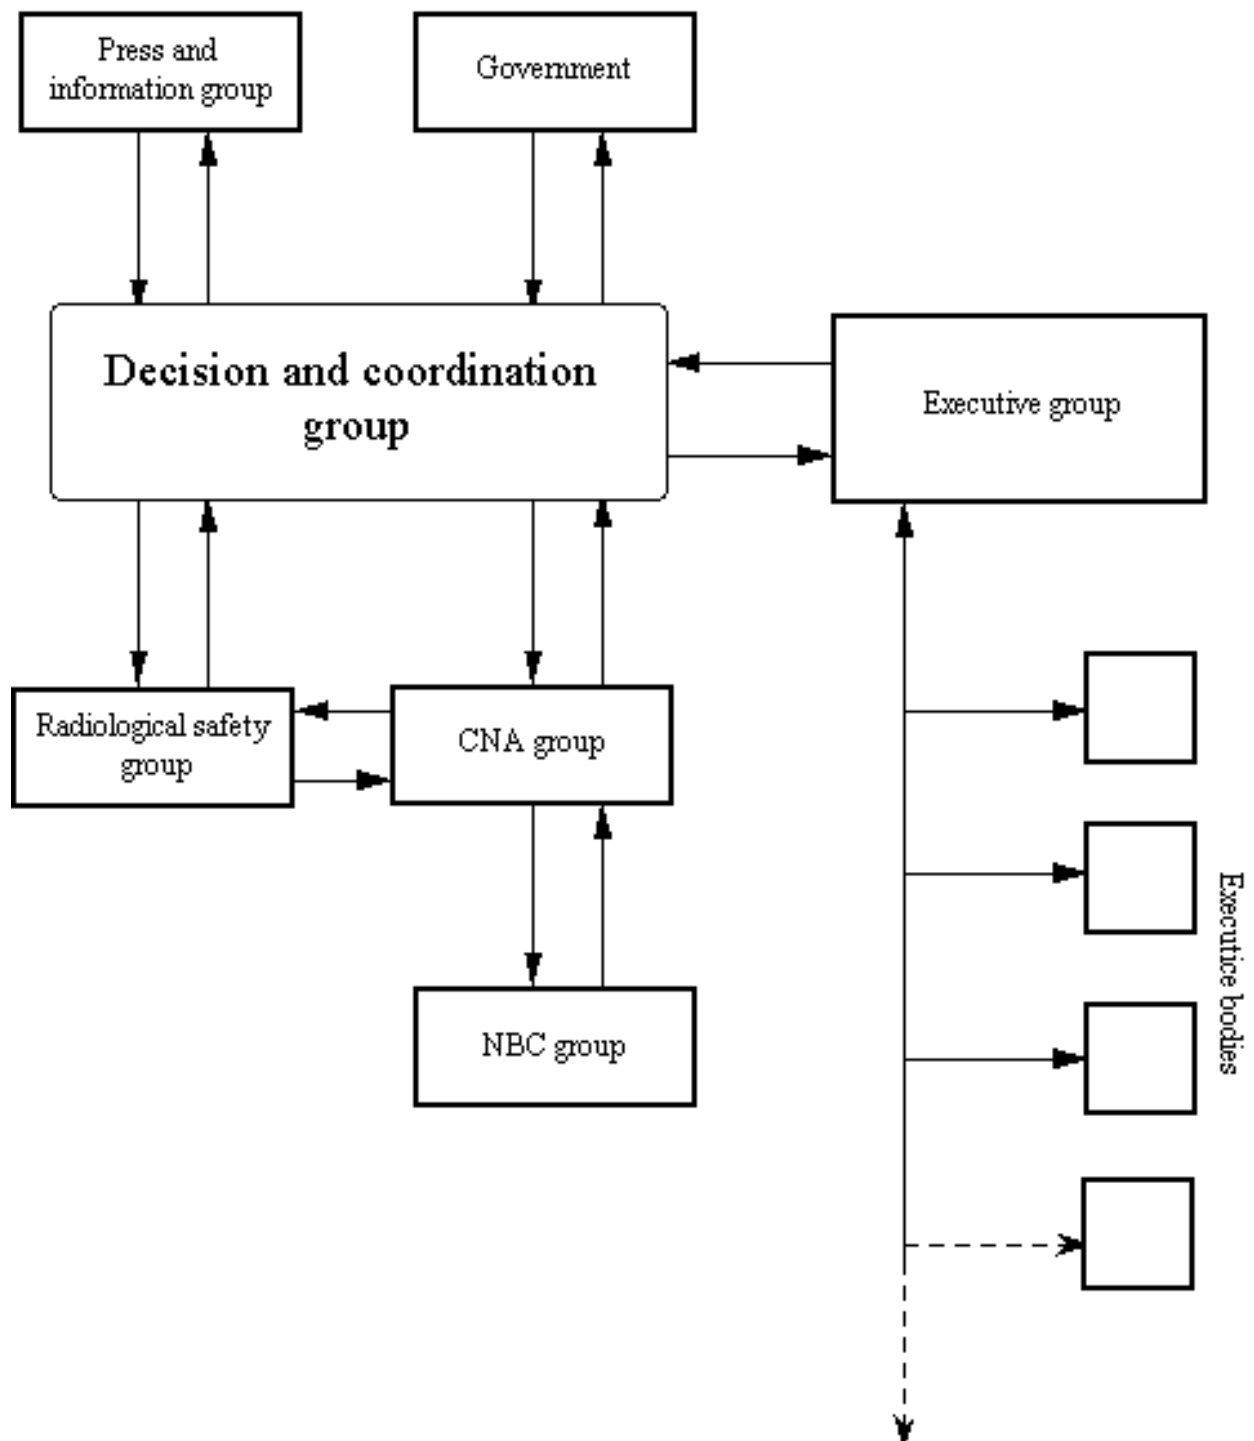 Press and
information group
Government
Decision and coordination
group
Executive group
Radiological safety
group
CNA group
NBC group
Executice bodies